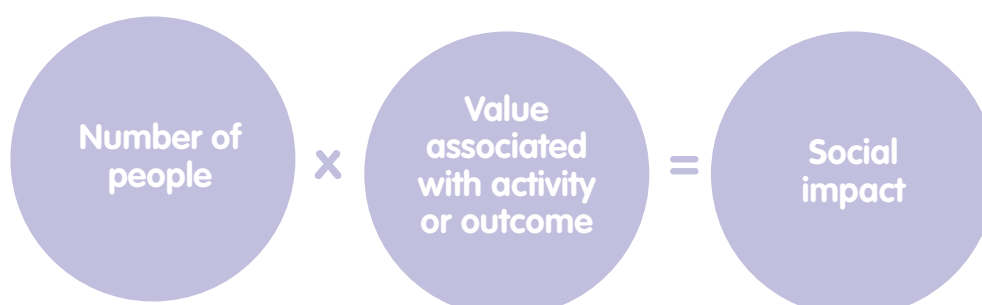 Number of
people
x
Value
associated
with activity
or outcome
=
Social
impact